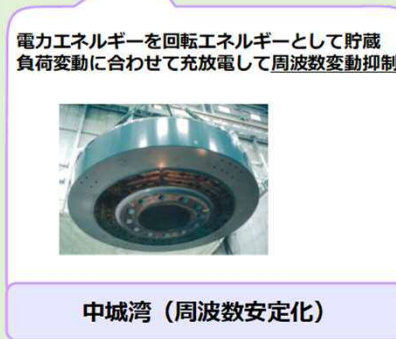 電力エネルギーを回転エネルギーとして貯蔵
負荷変動に合わせて充放電して周波数変動抑制
中城湾（周波数安定化）